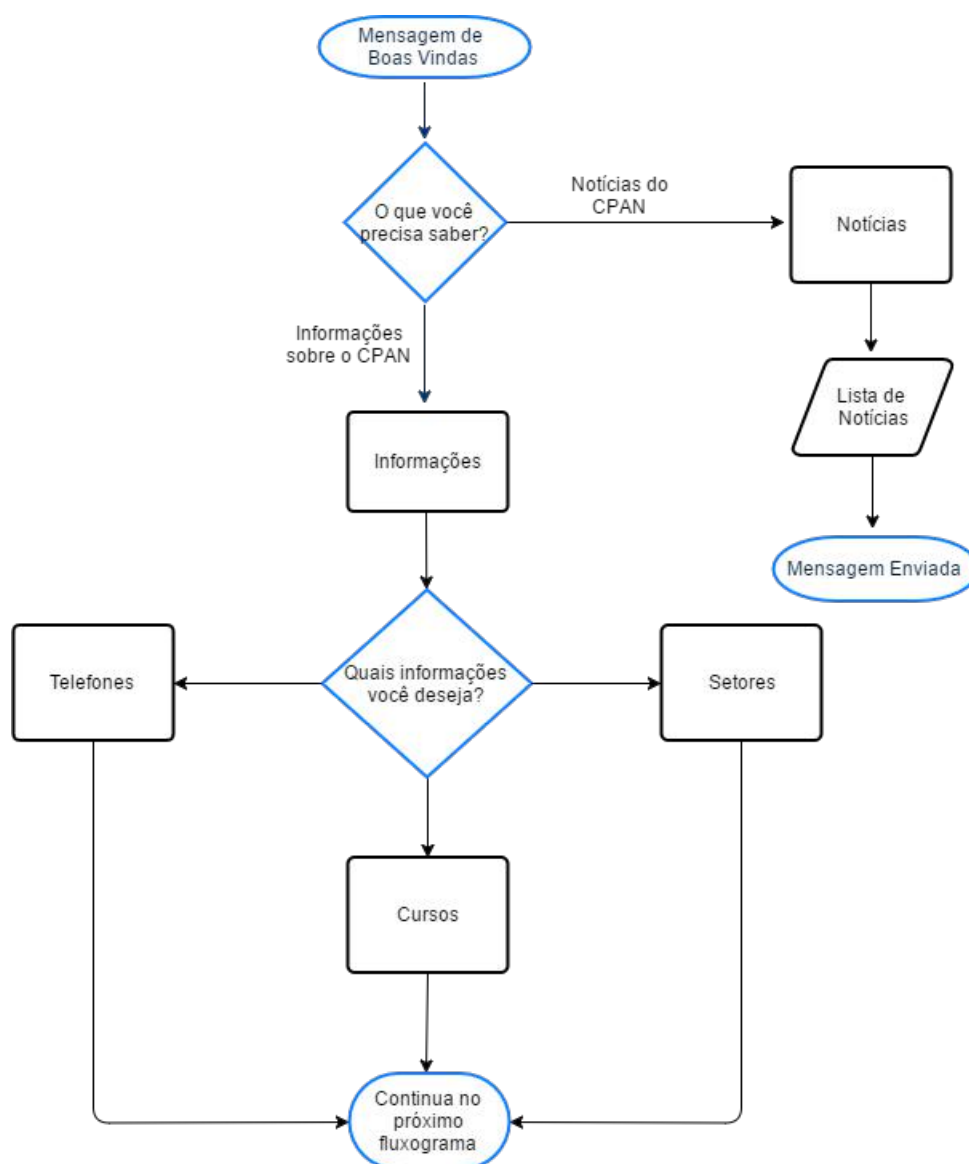 Mensagem de
Boas Vindas
O que você
precisa saber?
Notícias do
CPAN
Notícias
Informações
sobre o CPAN
Lista de
Notícias
Informações
Mensagem Enviada
Telefones
Quais informações
você deseja?
Setores
Cursos
Continua no
próximo
fluxograma